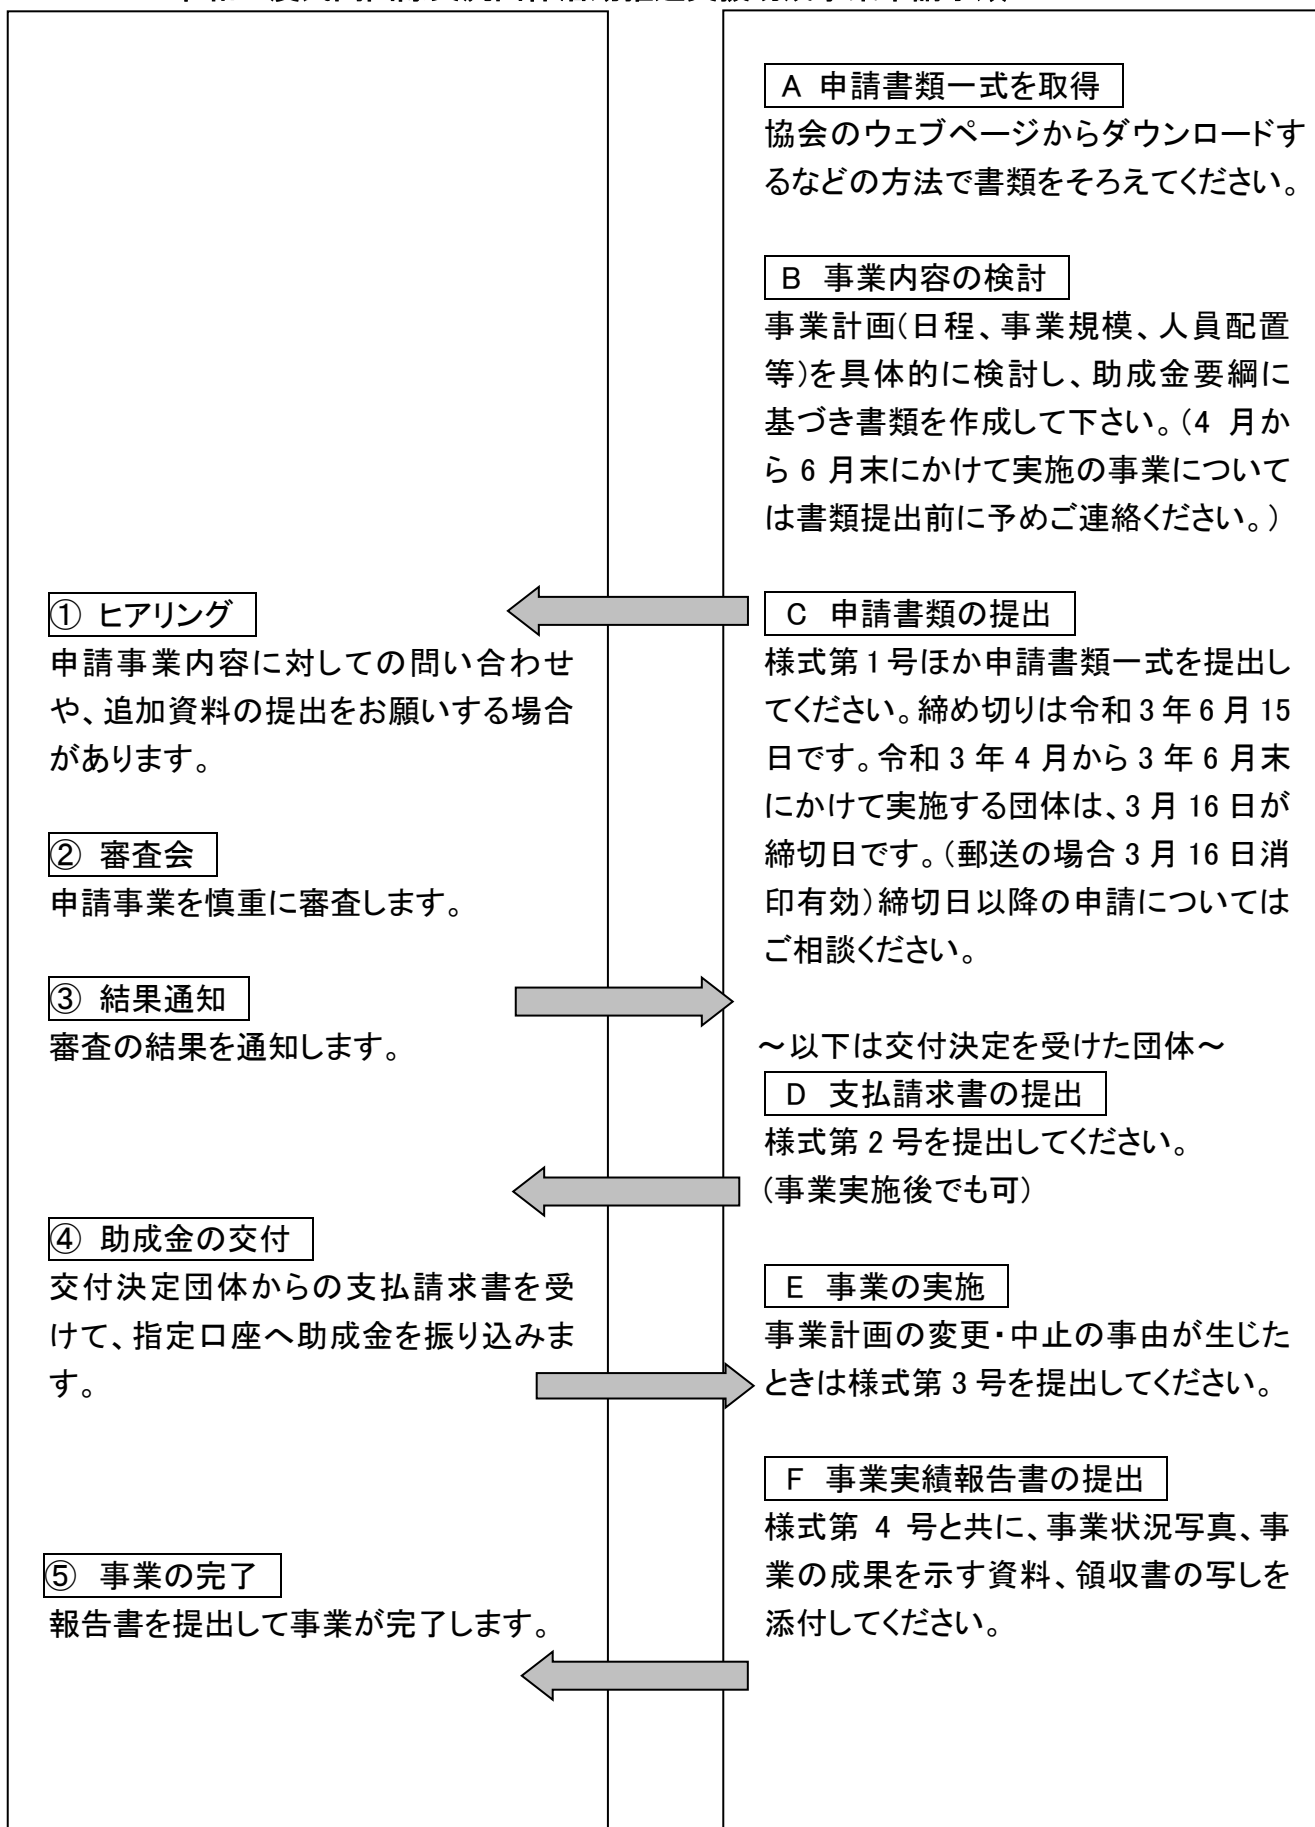 A 申請書類一式を取得
協会のウェブページからダウンロードす
るなどの方法で書類をそろえてください。
B 事業内容の検討
事業計画(日程、事業規模、人員配置
等)を具体的に検討し、助成金要綱に
基づき書類を作成して下さい。(4 月か
ら 6 月末にかけて実施の事業について
は書類提出前に予めご連絡ください。)
① ヒアリング
申請事業内容に対しての問い合わせ
や、追加資料の提出をお願いする場合
があります。
② 審査会
申請事業を慎重に審査します。
③ 結果通知
審査の結果を通知します。
C 申請書類の提出
様式第 1 号ほか申請書類一式を提出し
てください。締め切りは令和 3 年 6 月 15
日です。令和 3 年 4 月から 3 年 6 月末
にかけて実施する団体は、3 月 16 日が
締切日です。(郵送の場合 3 月 16 日消
印有効)締切日以降の申請については
ご相談ください。
~以下は交付決定を受けた団体~
D 支払請求書の提出
様式第 2 号を提出してください。
(事業実施後でも可)
④ 助成金の交付
交付決定団体からの支払請求書を受
けて、指定口座へ助成金を振り込みま
す。
E 事業の実施
事業計画の変更・中止の事由が生じた
ときは様式第 3 号を提出してください。
F 事業実績報告書の提出
様式第 4 号と共に、事業状況写真、事
業の成果を示す資料、領収書の写しを
添付してください。
⑤ 事業の完了
報告書を提出して事業が完了します。